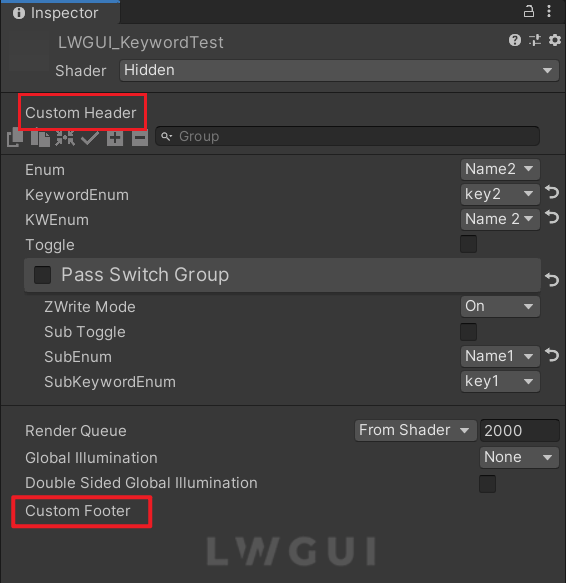 Inspector
LWGUI_KeywordTest
Shader Hidden
Custom Header
Group
Enum Name2
KeywordEnum key2
KWEnum Name 2
Toggle
Pass Switch Group
ZWrite Mode On
Sub Toggle
SubEnum Name1
SubKeywordEnum key1
Render Queue From Shader 2000
Global Illumination None
Double Sided Global Illumination
Custom Footer
LWGUI